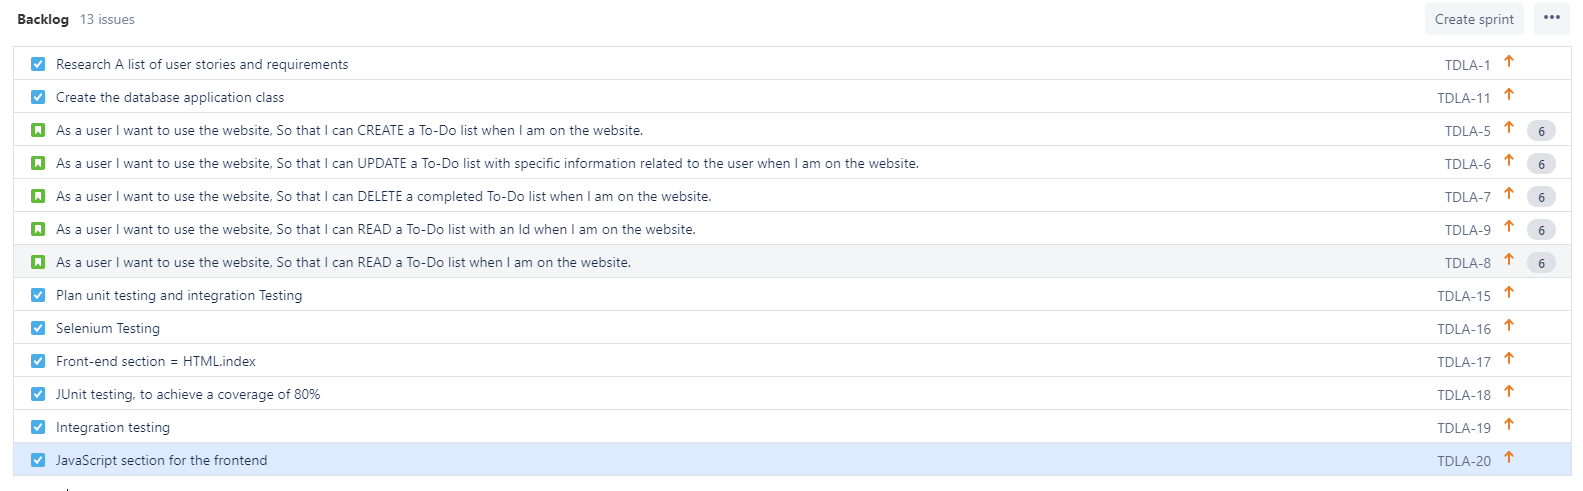 Backlog 13 issues Create sprint •••
Research A list of user stories and requirements TDLA-1
Create the database application class TDLA-11
As a user I want to use the website, So that I can CREATE a To-Do list when I am on the website. TDLA-5 6
As a user I want to use the website, So that I can UPDATE a To-Do list with specific information related to the user when I am on the website. TDLA-6 6
As a user I want to use the website, So that I can DELETE a completed To-Do list when I am on the website. TDLA-7 6
As a user I want to use the website, So that I can READ a To-Do list with an Id when I am on the website. TDLA-9 6
As a user I want to use the website, So that I can READ a To-Do list when I am on the website. TDLA-8 6
Plan unit testing and integration Testing TDLA-15
Selenium Testing TDLA-16
Front-end section = HTML.index TDLA-17
JUnit testing, to achieve a coverage of 80% TDLA-18
Integration testing TDLA-19
JavaScript section for the frontend TDLA-20